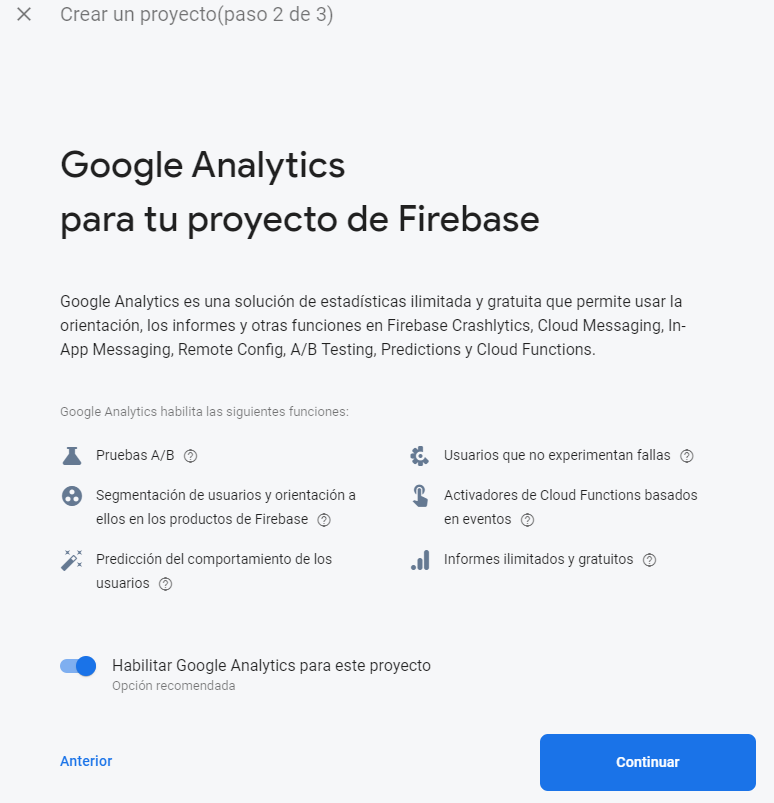 Crear un proyecto(paso 2 de 3)
Google Analytics
para tu proyecto de Firebase
Google Analytics es una solución de estadísticas ilimitada y gratuita que permite usar la
orientación, los informes y otras funciones en Firebase Crashlytics, Cloud Messaging, In-
App Messaging, Remote Config, A/B Testing, Predictions y Cloud Functions.
Google Analytics habilita las siguientes funciones:
Pruebas A/B
Usuarios que no experimentan fallas
Segmentación de usuarios y orientación a
ellos en los productos de Firebase
Activadores de Cloud Functions basados
en eventos
Predicción del comportamiento de los
usuarios
Informes ilimitados y gratuitos
Habilitar Google Analytics para este proyecto
Opción recomendada
Anterior
Continuar